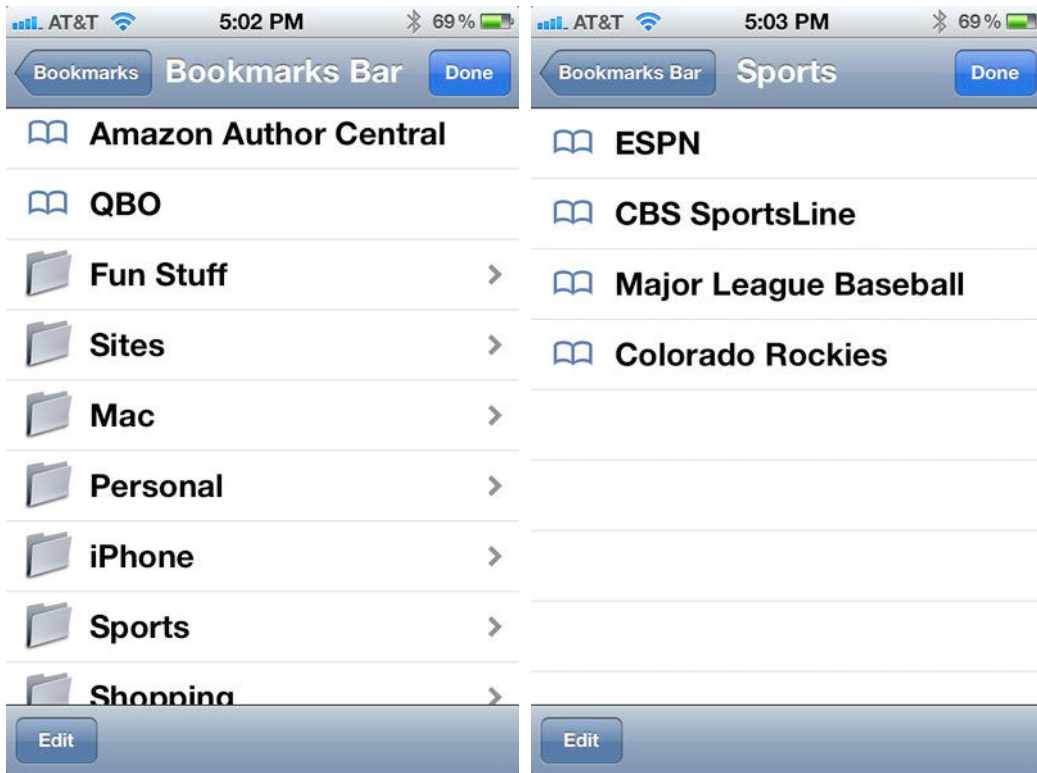 AT&T 5:02 PM 69%
Bookmarks Bookmarks Bar Done
Amazon Author Central
QBO
Fun Stuff
Sites
Mac
Personal
iPhone
Sports
Shopping
Edit
AT&T 5:03 PM 69%
Bookmarks Bar Sports Done
ESPN
CBS SportsLine
Major League Baseball
Colorado Rockies
Edit